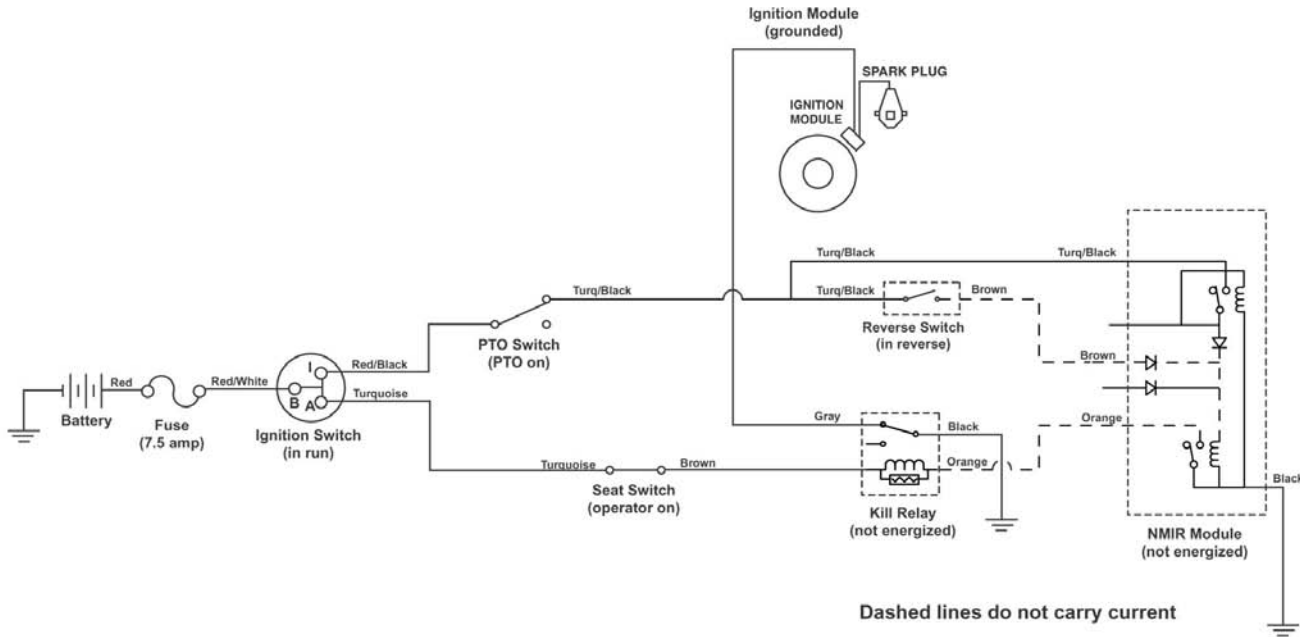 Ignition Module
(grounded)
SPARK PLUG
IGNITION
MODULE
Turq/Black
Turq/Black
Turq/Black
Turq/Black
Brown
Reverse Switch
(in reverse)
PTO Switch
(PTO on)
Red/Black
Brown
Red
Red/White
I
B
A
Turquoise
Battery
Fuse
(7.5 amp)
Ignition Switch
(in run)
Gray
Black
Orange
Turquoise
Brown
Orange
Seat Switch
(operator on)
Kill Relay
(not energized)
Black
NMIR Module
(not energized)
Dashed lines do not carry current